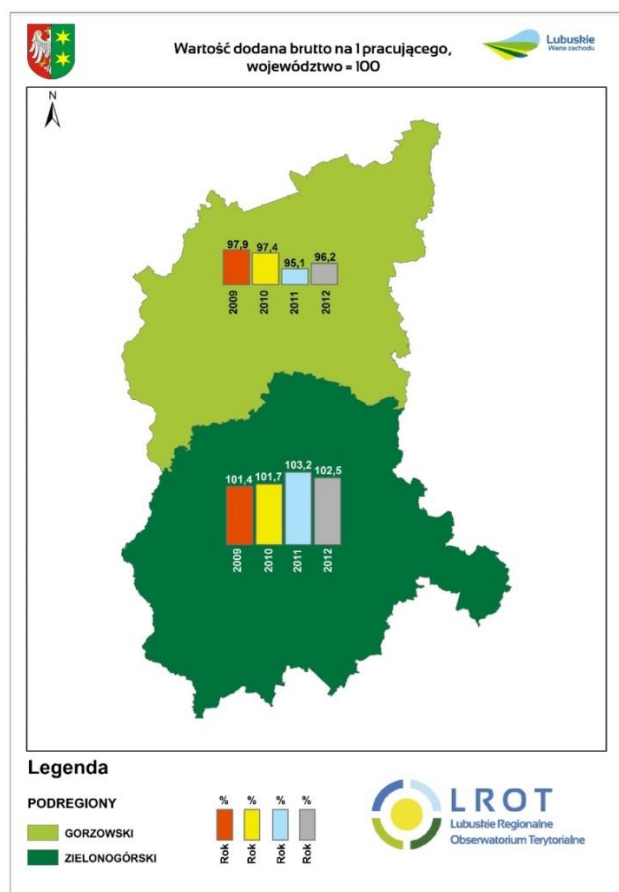 Wartość dodana brutto na 1 pracującego,
województwo = 100
Lubuskie
Warte zachodu
N
97,9 97,4 95,1 96,2
2009 2010 2011 2012
101,4 101,7 103,2 102,5
2009 2010 2011 2012
Legenda
PODREGIONY
GORZOWSKI
ZIELONOGÓRSKI
% % % %
Rok Rok Rok Rok
LROT
Lubuskie Regionalne
Obserwatorium Terytorialne